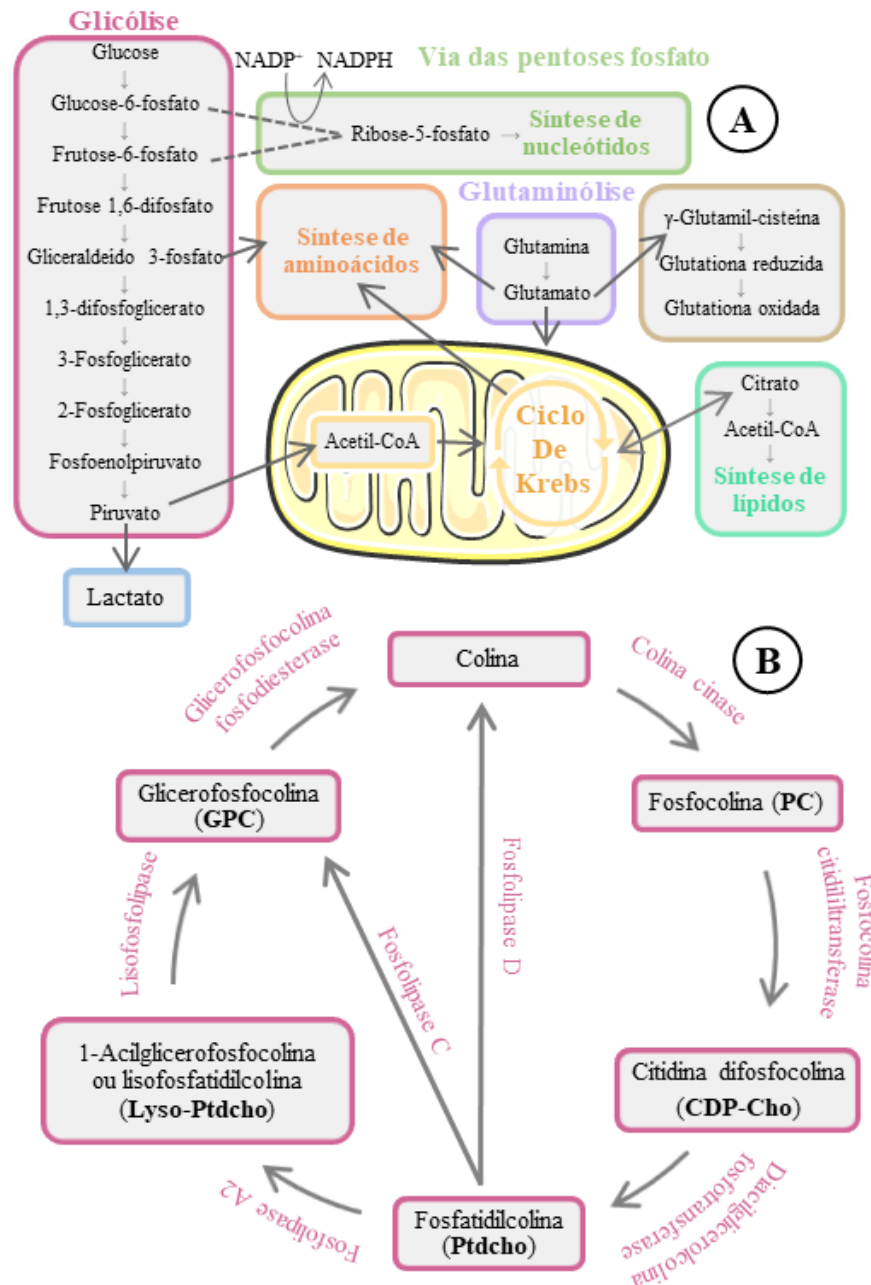 Glicólise
Glucose
Glucose-6-fosfato
Frutose-6-fosfato
Frutose 1,6-difosfato
Gliceraldeído 3-fosfato
1,3-difosfoglicerato
3-Fosfoglicerato
2-Fosfoglicerato
Fosfoenolpiruvato
Piruvato
Lactato
NADP⁺ NADPH
Via das pentoses fosfato
A
Ribose-5-fosfato
Síntese de
nucleótidos
Síntese de
aminoácidos
Glutaminólise
Glutamina
Glutamato
γ-Glutamil-cisteína
Glutationa reduzida
Glutationa oxidada
Acetil-CoA
Ciclo
De
Krebs
Citrato
Acetil-CoA
Síntese de
lípidos
B
Colina
Colina cinase
Fosfocolina (PC)
Fosfocolina
citidililtransferase
Citidina difosfocolina
(CDP-Cho)
Diacilglicerolcolina
fosfotransferase
Fosfatidilcolina
(Ptdcho)
Fosfolipase A2
1-Acilglicerofosfocolina
ou lisofosfatidilcolina
(Lyso-Ptdcho)
Lisofosfolipase
Glicerofosfocolina
(GPC)
Glicerofosfocolina
fosfodiesterase
Fosfolipase C
Fosfolipase D